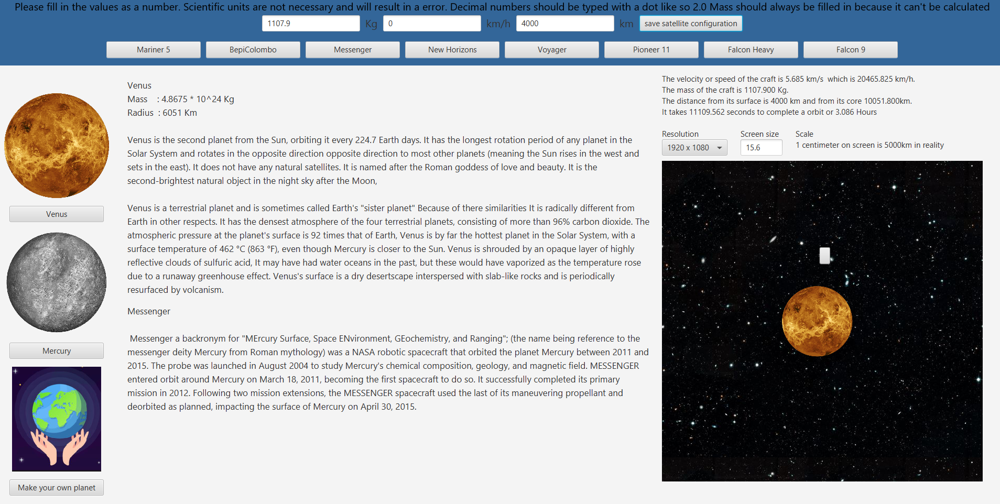 Please fill in the values as a number. Scientific units are not necessary and will result in a error. Decimal numbers should be typed with a dot like so 2.0 Mass should always be filled in because it can't be calculated
1107.9 Kg 0 km/h 4000 km save satellite configuration
Mariner 5 BepiColombo Messenger New Horizons Voyager Pioneer 11 Falcon Heavy Falcon 9
Venus
Mercury
Make your own planet
Venus
Mass : 4.8675 * 10^24 Kg
Radius : 6051 Km
Venus is the second planet from the Sun, orbiting it every 224.7 Earth days. It has the longest rotation period of any planet in the
Solar System and rotates in the opposite direction opposite direction to most other planets (meaning the Sun rises in the west and
sets in the east). It does not have any natural satellites. It is named after the Roman goddess of love and beauty. It is the
second-brightest natural object in the night sky after the Moon,
Venus is a terrestrial planet and is sometimes called Earth's "sister planet" Because of there similarities It is radically different from
Earth in other respects. It has the densest atmosphere of the four terrestrial planets, consisting of more than 96% carbon dioxide. The
atmospheric pressure at the planet's surface is 92 times that of Earth, Venus is by far the hottest planet in the Solar System, with a
surface temperature of 462 °C (863 °F), even though Mercury is closer to the Sun. Venus is shrouded by an opaque layer of highly
reflective clouds of sulfuric acid, It may have had water oceans in the past, but these would have vaporized as the temperature rose
due to a runaway greenhouse effect. Venus's surface is a dry desertscape interspersed with slab-like rocks and is periodically
resurfaced by volcanism.
Messenger
Messenger a backronym for "MErcury Surface, Space ENvironment, GEochemistry, and Ranging"; (the name being reference to the
messenger deity Mercury from Roman mythology) was a NASA robotic spacecraft that orbited the planet Mercury between 2011 and
2015. The probe was launched in August 2004 to study Mercury's chemical composition, geology, and magnetic field. MESSENGER
entered orbit around Mercury on March 18, 2011, becoming the first spacecraft to do so. It successfully completed its primary
mission in 2012. Following two mission extensions, the MESSENGER spacecraft used the last of its maneuvering propellant and
deorbited as planned, impacting the surface of Mercury on April 30, 2015.
The velocity or speed of the craft is 5.685 km/s which is 20465.825 km/h.
The mass of the craft is 1107.900 Kg.
The distance from its surface is 4000 km and from its core 10051.800km.
It takes 11109.562 seconds to complete a orbit or 3.086 Hours
Resolution Screen size Scale
1920 x 1080 15.6 1 centimeter on screen is 5000km in reality